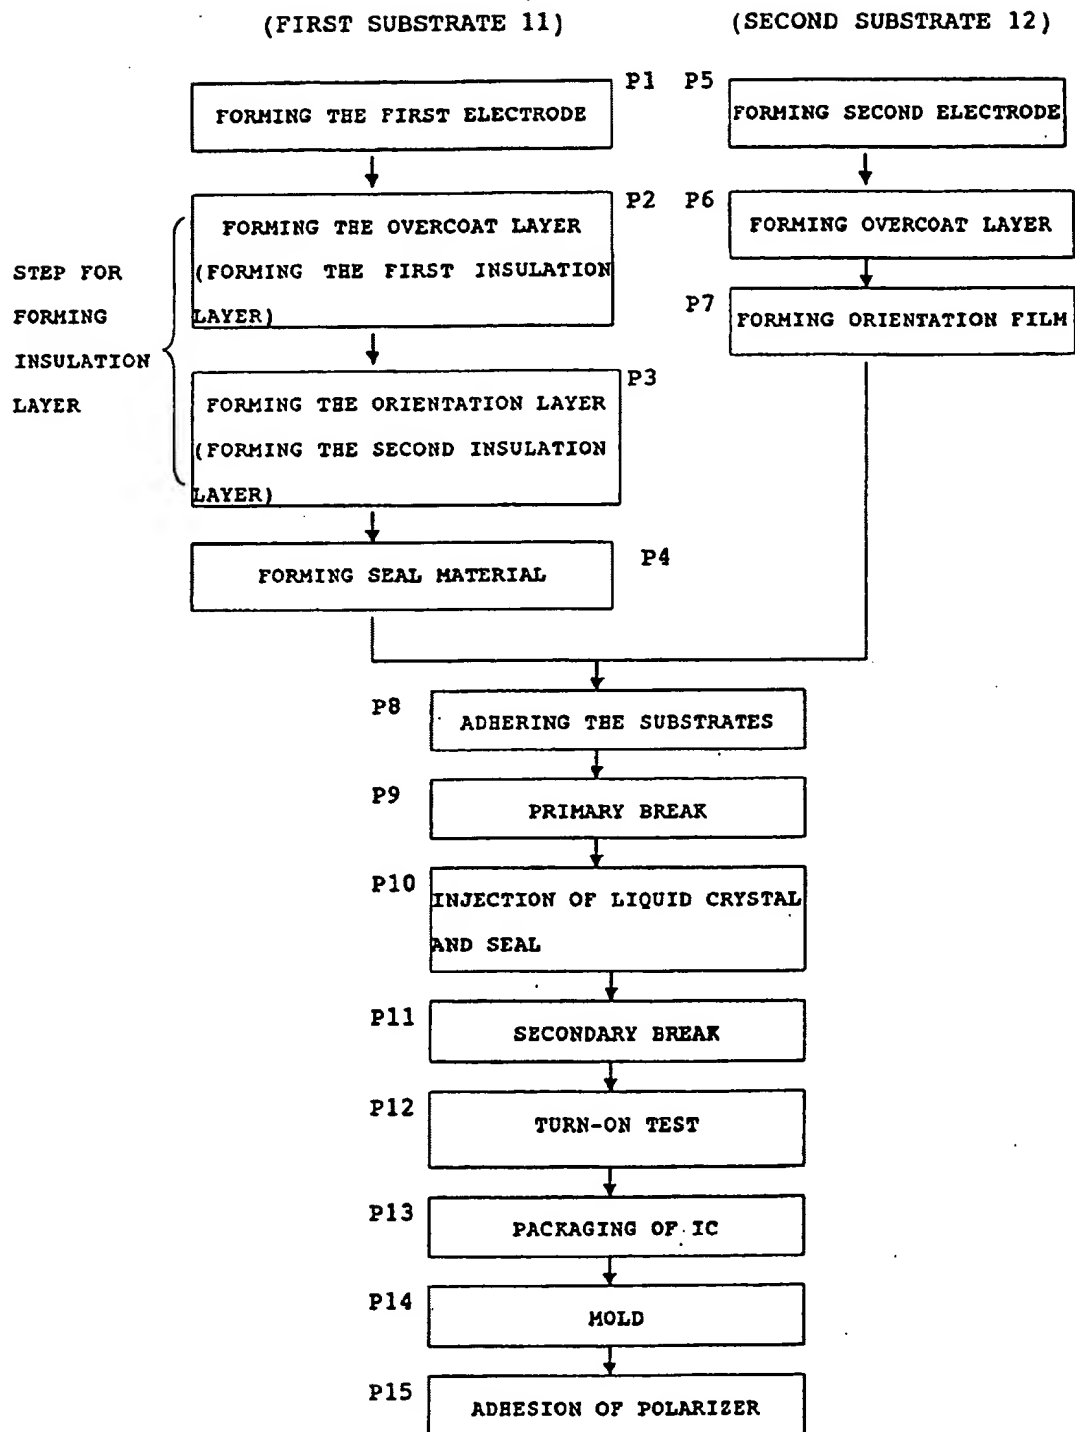 (FIRST SUBSTRATE 11)
(SECOND SUBSTRATE 12)
P1
FORMING THE FIRST ELECTRODE
P5
FORMING SECOND ELECTRODE
STEP FOR
FORMING
INSULATION
LAYER
P2
FORMING THE OVERCOAT LAYER
(FORMING THE FIRST INSULATION
LAYER)
P6
FORMING OVERCOAT LAYER
P7
FORMING ORIENTATION FILM
P3
FORMING THE ORIENTATION LAYER
(FORMING THE SECOND INSULATION
LAYER)
P4
FORMING SEAL MATERIAL
P8
ADHERING THE SUBSTRATES
P9
PRIMARY BREAK
P10
INJECTION OF LIQUID CRYSTAL
AND SEAL
P11
SECONDARY BREAK
P12
TURN-ON TEST
P13
PACKAGING OF IC
P14
MOLD
P15
ADHESION OF POLARIZER